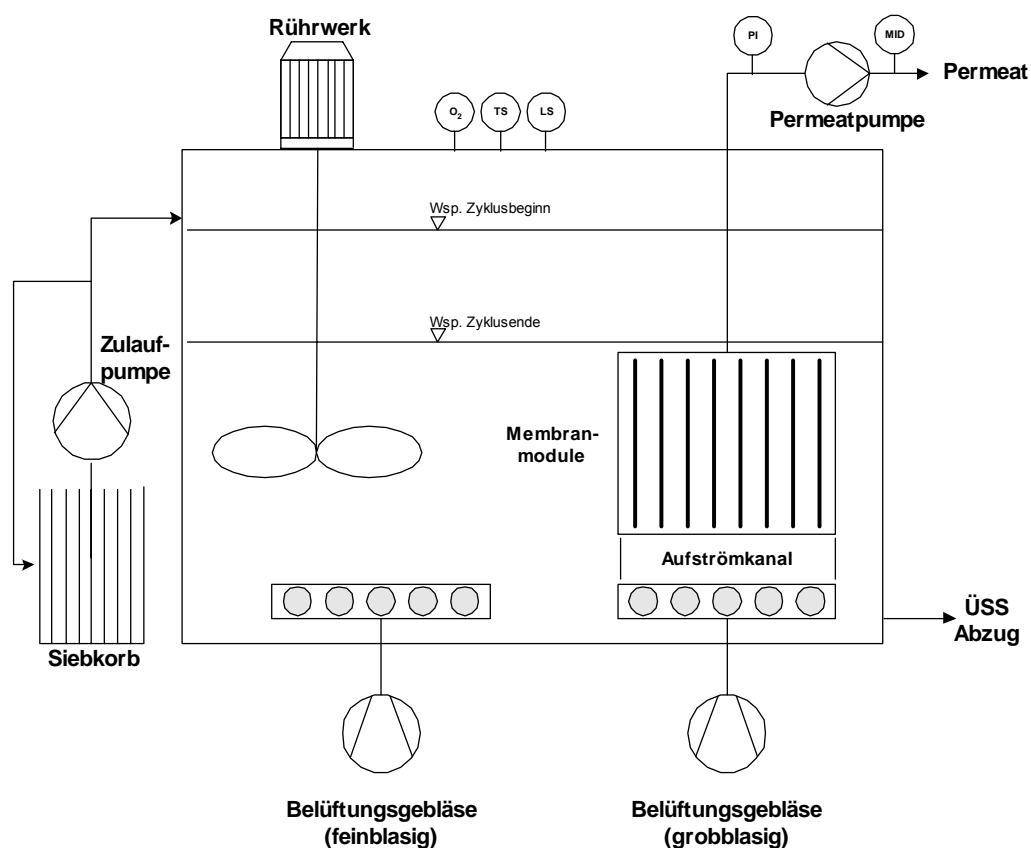 Rührwerk
PI
MID
Permeat
Permeatpumpe
O₂
TS
LS
Wsp. Zyklusbeginn
Wsp. Zyklusende
Zulauf-
pumpe
Membran-
module
Aufströmkanal
ÜSS
Abzug
Siebkorb
Belüftungsgebläse
(feinblasig)
Belüftungsgebläse
(grobblasig)